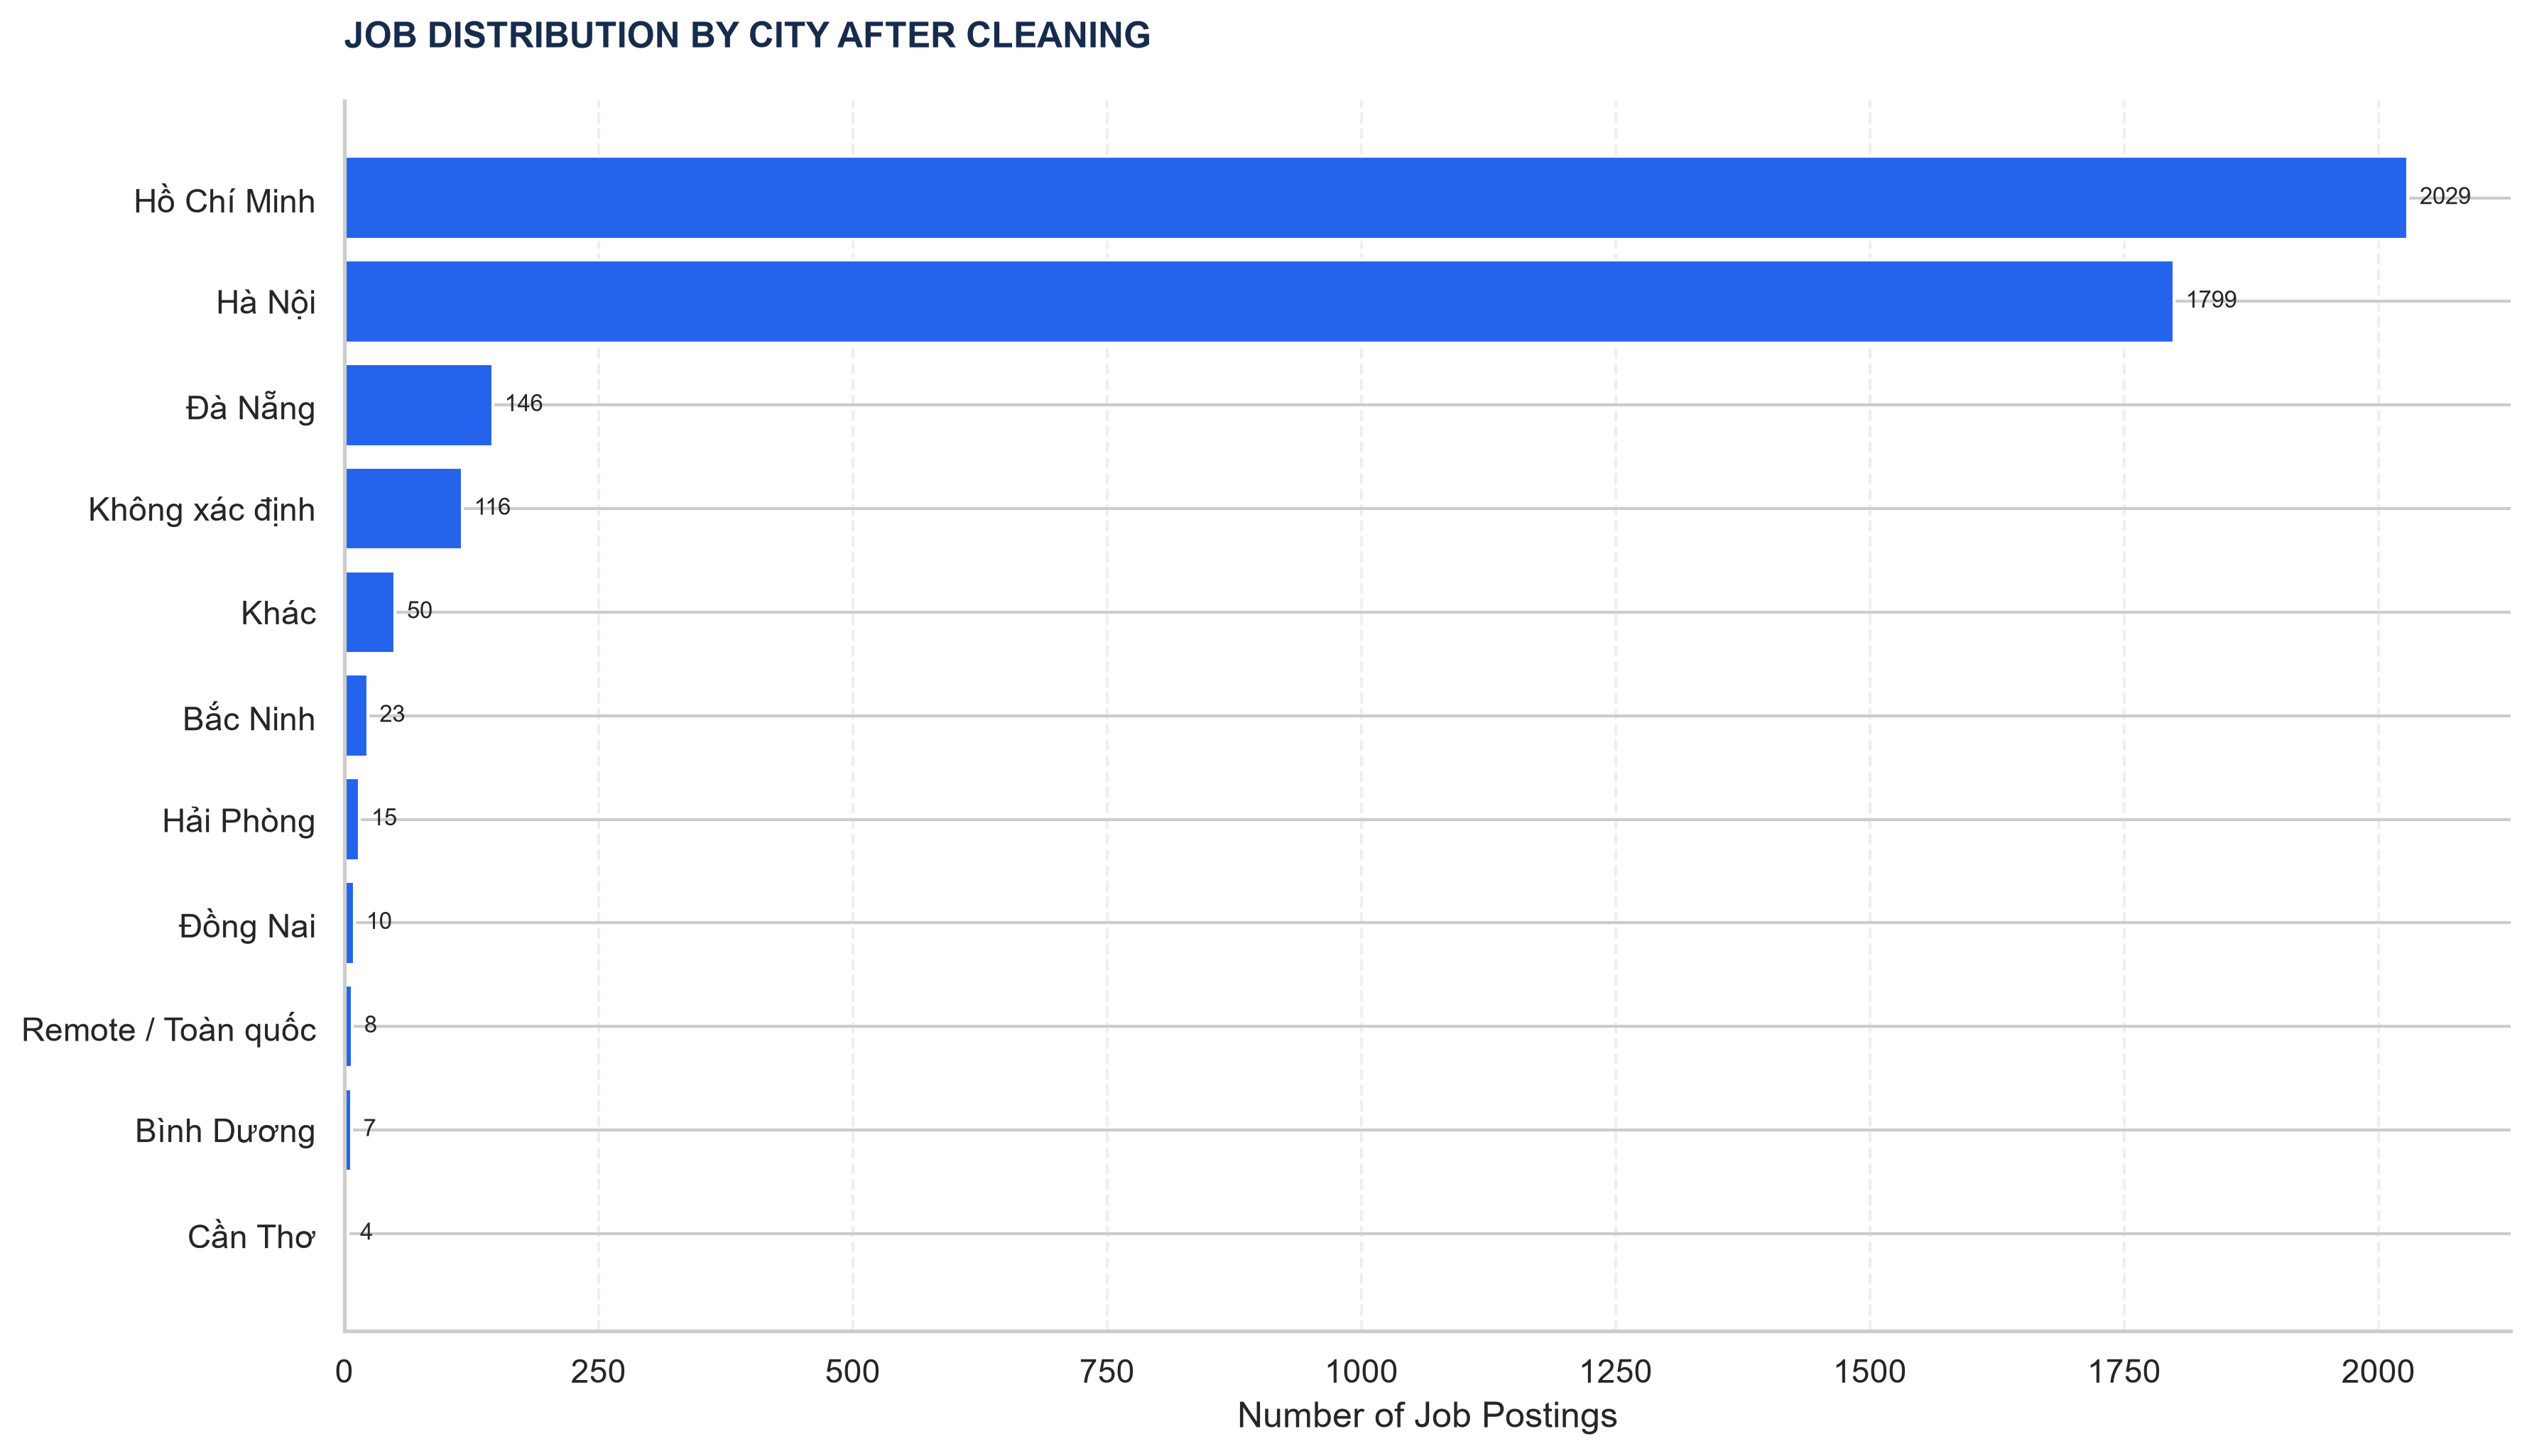 JOB DISTRIBUTION BY CITY AFTER CLEANING
Hồ Chí Minh 2029
Hà Nội 1799
Đà Nẵng 146
Không xác định 116
Khác 50
Bắc Ninh 23
Hải Phòng 15
Đồng Nai 10
Remote / Toàn quốc 8
Bình Dương 7
Cần Thơ 4
0 250 500 750 1000 1250 1500 1750 2000
Number of Job Postings